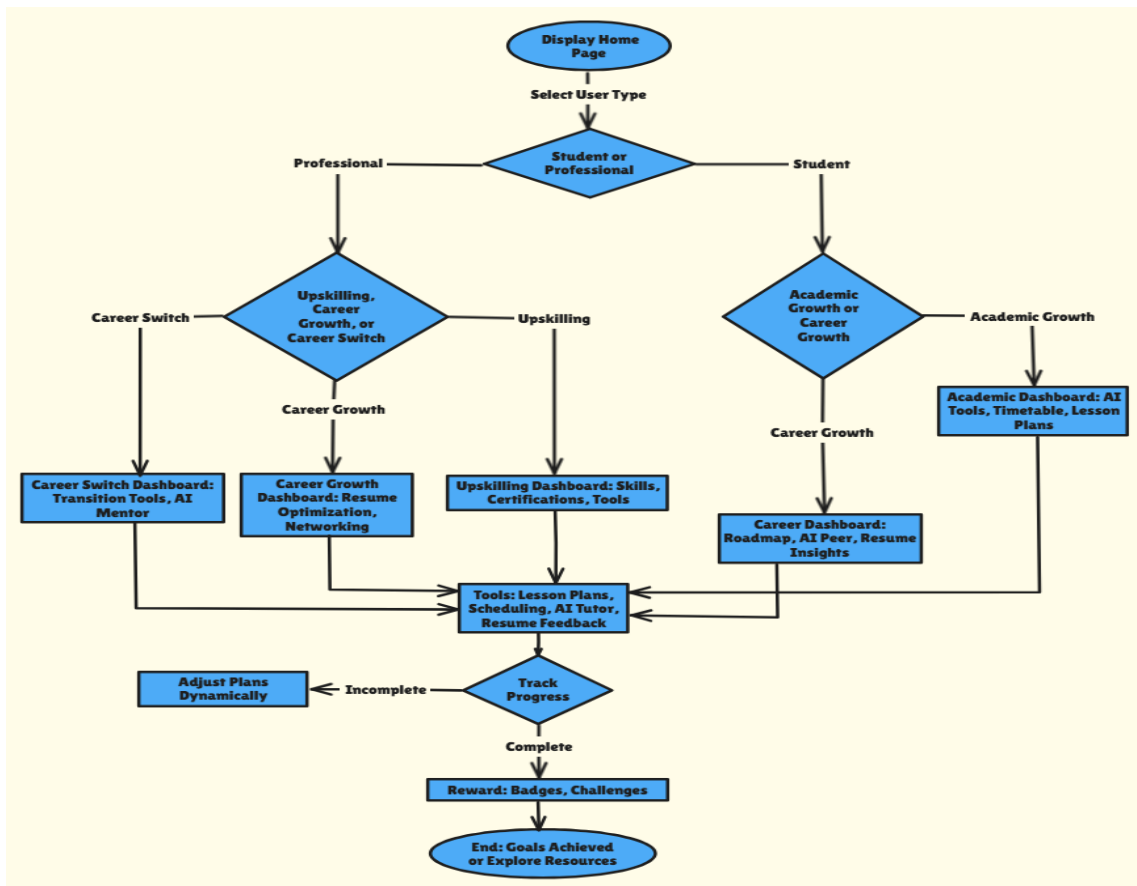 Display Home
Page
Select User Type
Student or
Professional
Professional
Student
Upskilling,
Career
Growth, or
Career Switch
Academic
Growth or
Career
Growth
Career Switch
Upskilling
Academic Growth
Career Growth
Career Growth
Academic Dashboard: AI
Tools, Timetable, Lesson
Plans
Career Switch Dashboard:
Transition Tools, AI
Mentor
Career Growth
Dashboard: Resume
Optimization,
Networking
Upskilling Dashboard: Skills,
Certifications, Tools
Career Dashboard:
Roadmap, AI Peer, Resume
Insights
Tools: Lesson Plans,
Scheduling, AI Tutor,
Resume Feedback
Track
Progress
Incomplete
Adjust Plans
Dynamically
Complete
Reward: Badges, Challenges
End: Goals Achieved
or Explore Resources